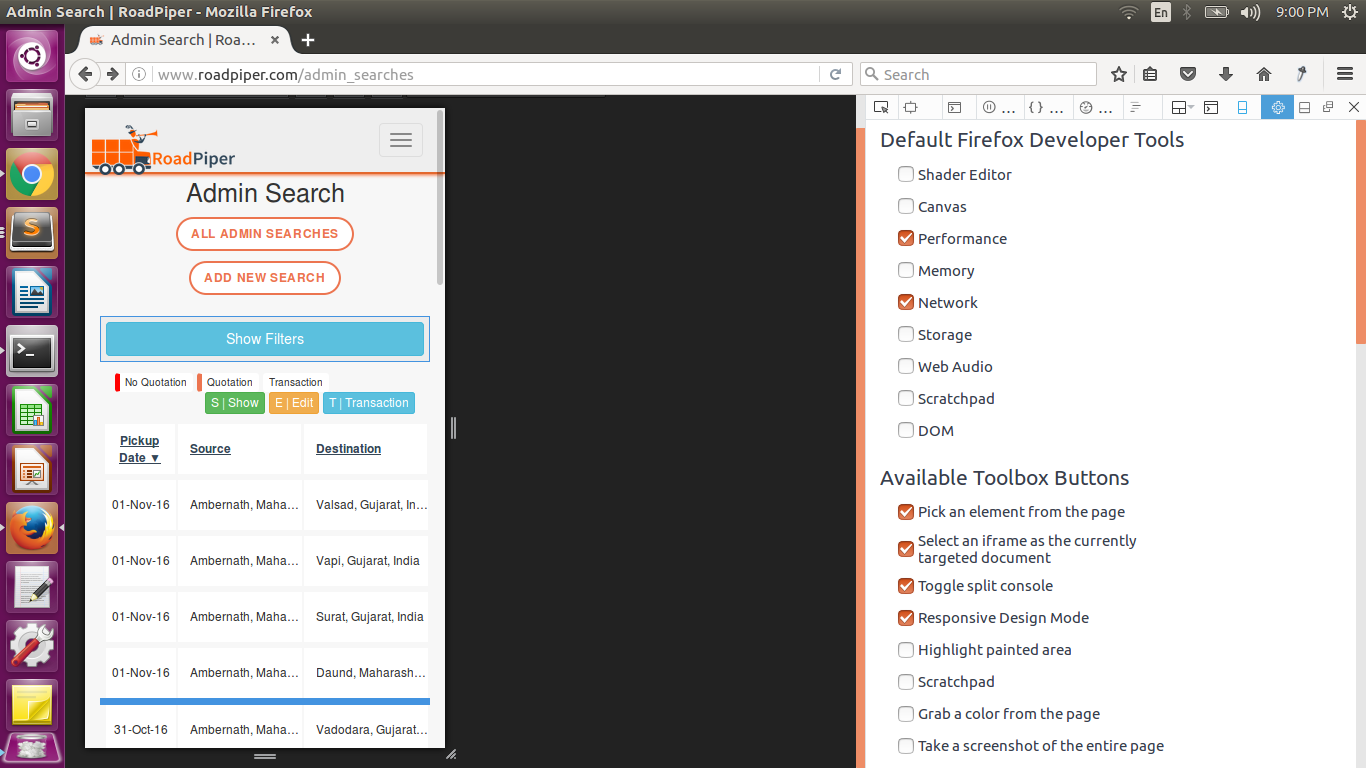 Admin Search | RoadPiper - Mozilla Firefox
En
9:00 PM
Admin Search | Roa...
www.roadpiper.com/admin_searches
Search
RoadPiper
Admin Search
ALL ADMIN SEARCHES
ADD NEW SEARCH
Show Filters
No Quotation Quotation Transaction
S | Show E | Edit T | Transaction
Pickup
Date ▼ Source Destination
01-Nov-16 Ambernath, Maha... Valsad, Gujarat, In...
01-Nov-16 Ambernath, Maha... Vapi, Gujarat, India
01-Nov-16 Ambernath, Maha... Surat, Gujarat, India
01-Nov-16 Ambernath, Maha... Daund, Maharash...
31-Oct-16 Ambernath, Maha... Vadodara, Gujarat...
Default Firefox Developer Tools
Shader Editor
Canvas
Performance
Memory
Network
Storage
Web Audio
Scratchpad
DOM
Available Toolbox Buttons
Pick an element from the page
Select an iframe as the currently
targeted document
Toggle split console
Responsive Design Mode
Highlight painted area
Scratchpad
Grab a color from the page
Take a screenshot of the entire page